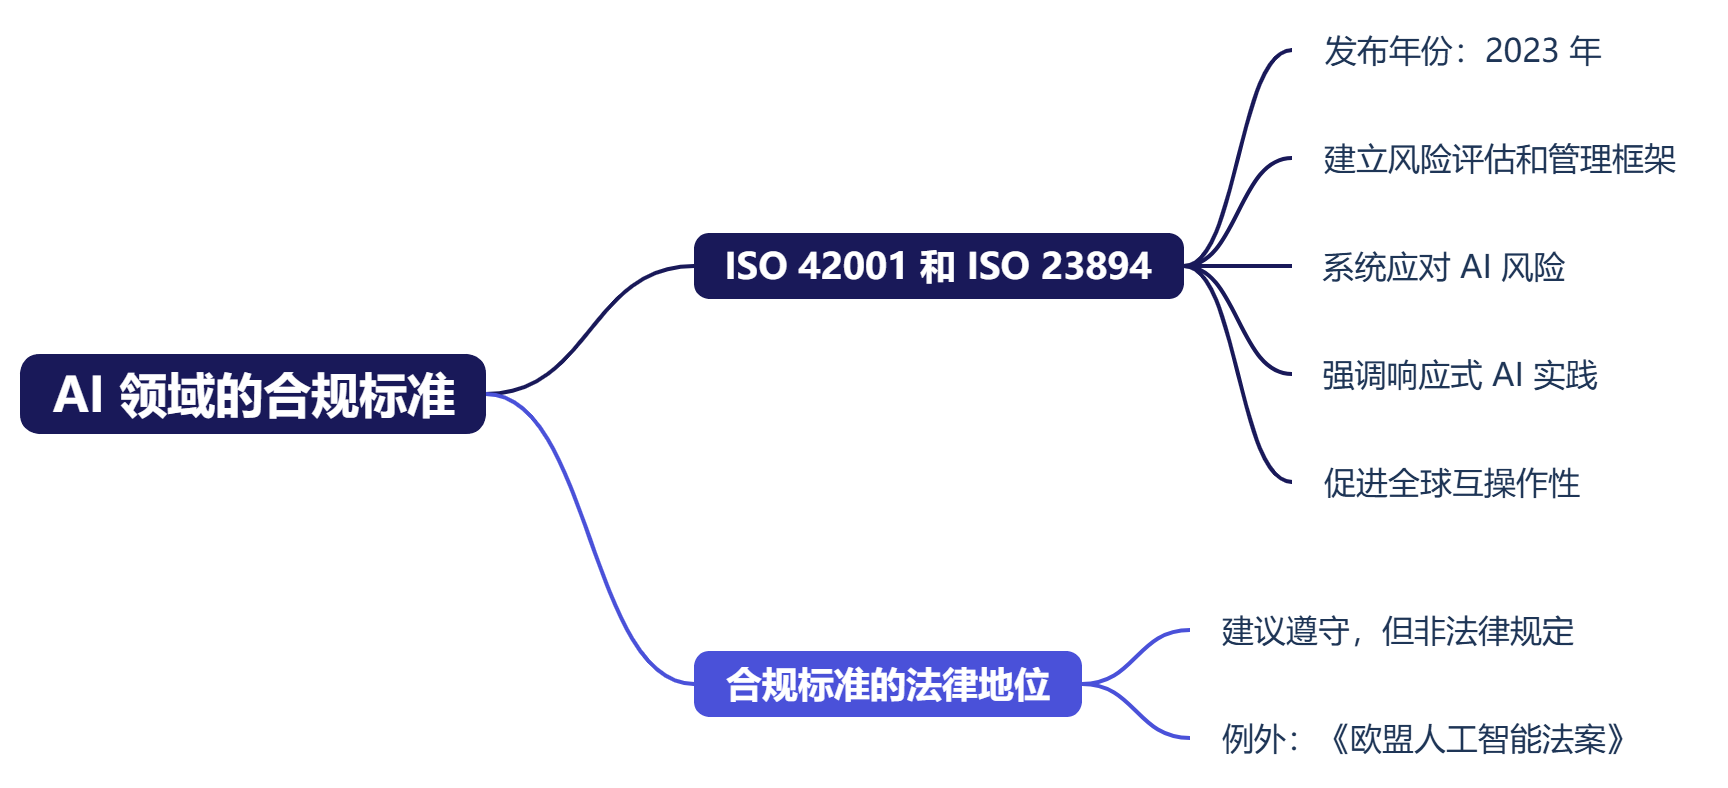 AI 领域的合规标准
ISO 42001 和 ISO 23894
发布年份：2023 年
建立风险评估和管理框架
系统应对 AI 风险
强调响应式 AI 实践
促进全球互操作性
合规标准的法律地位
建议遵守，但非法律规定
例外：《欧盟人工智能法案》